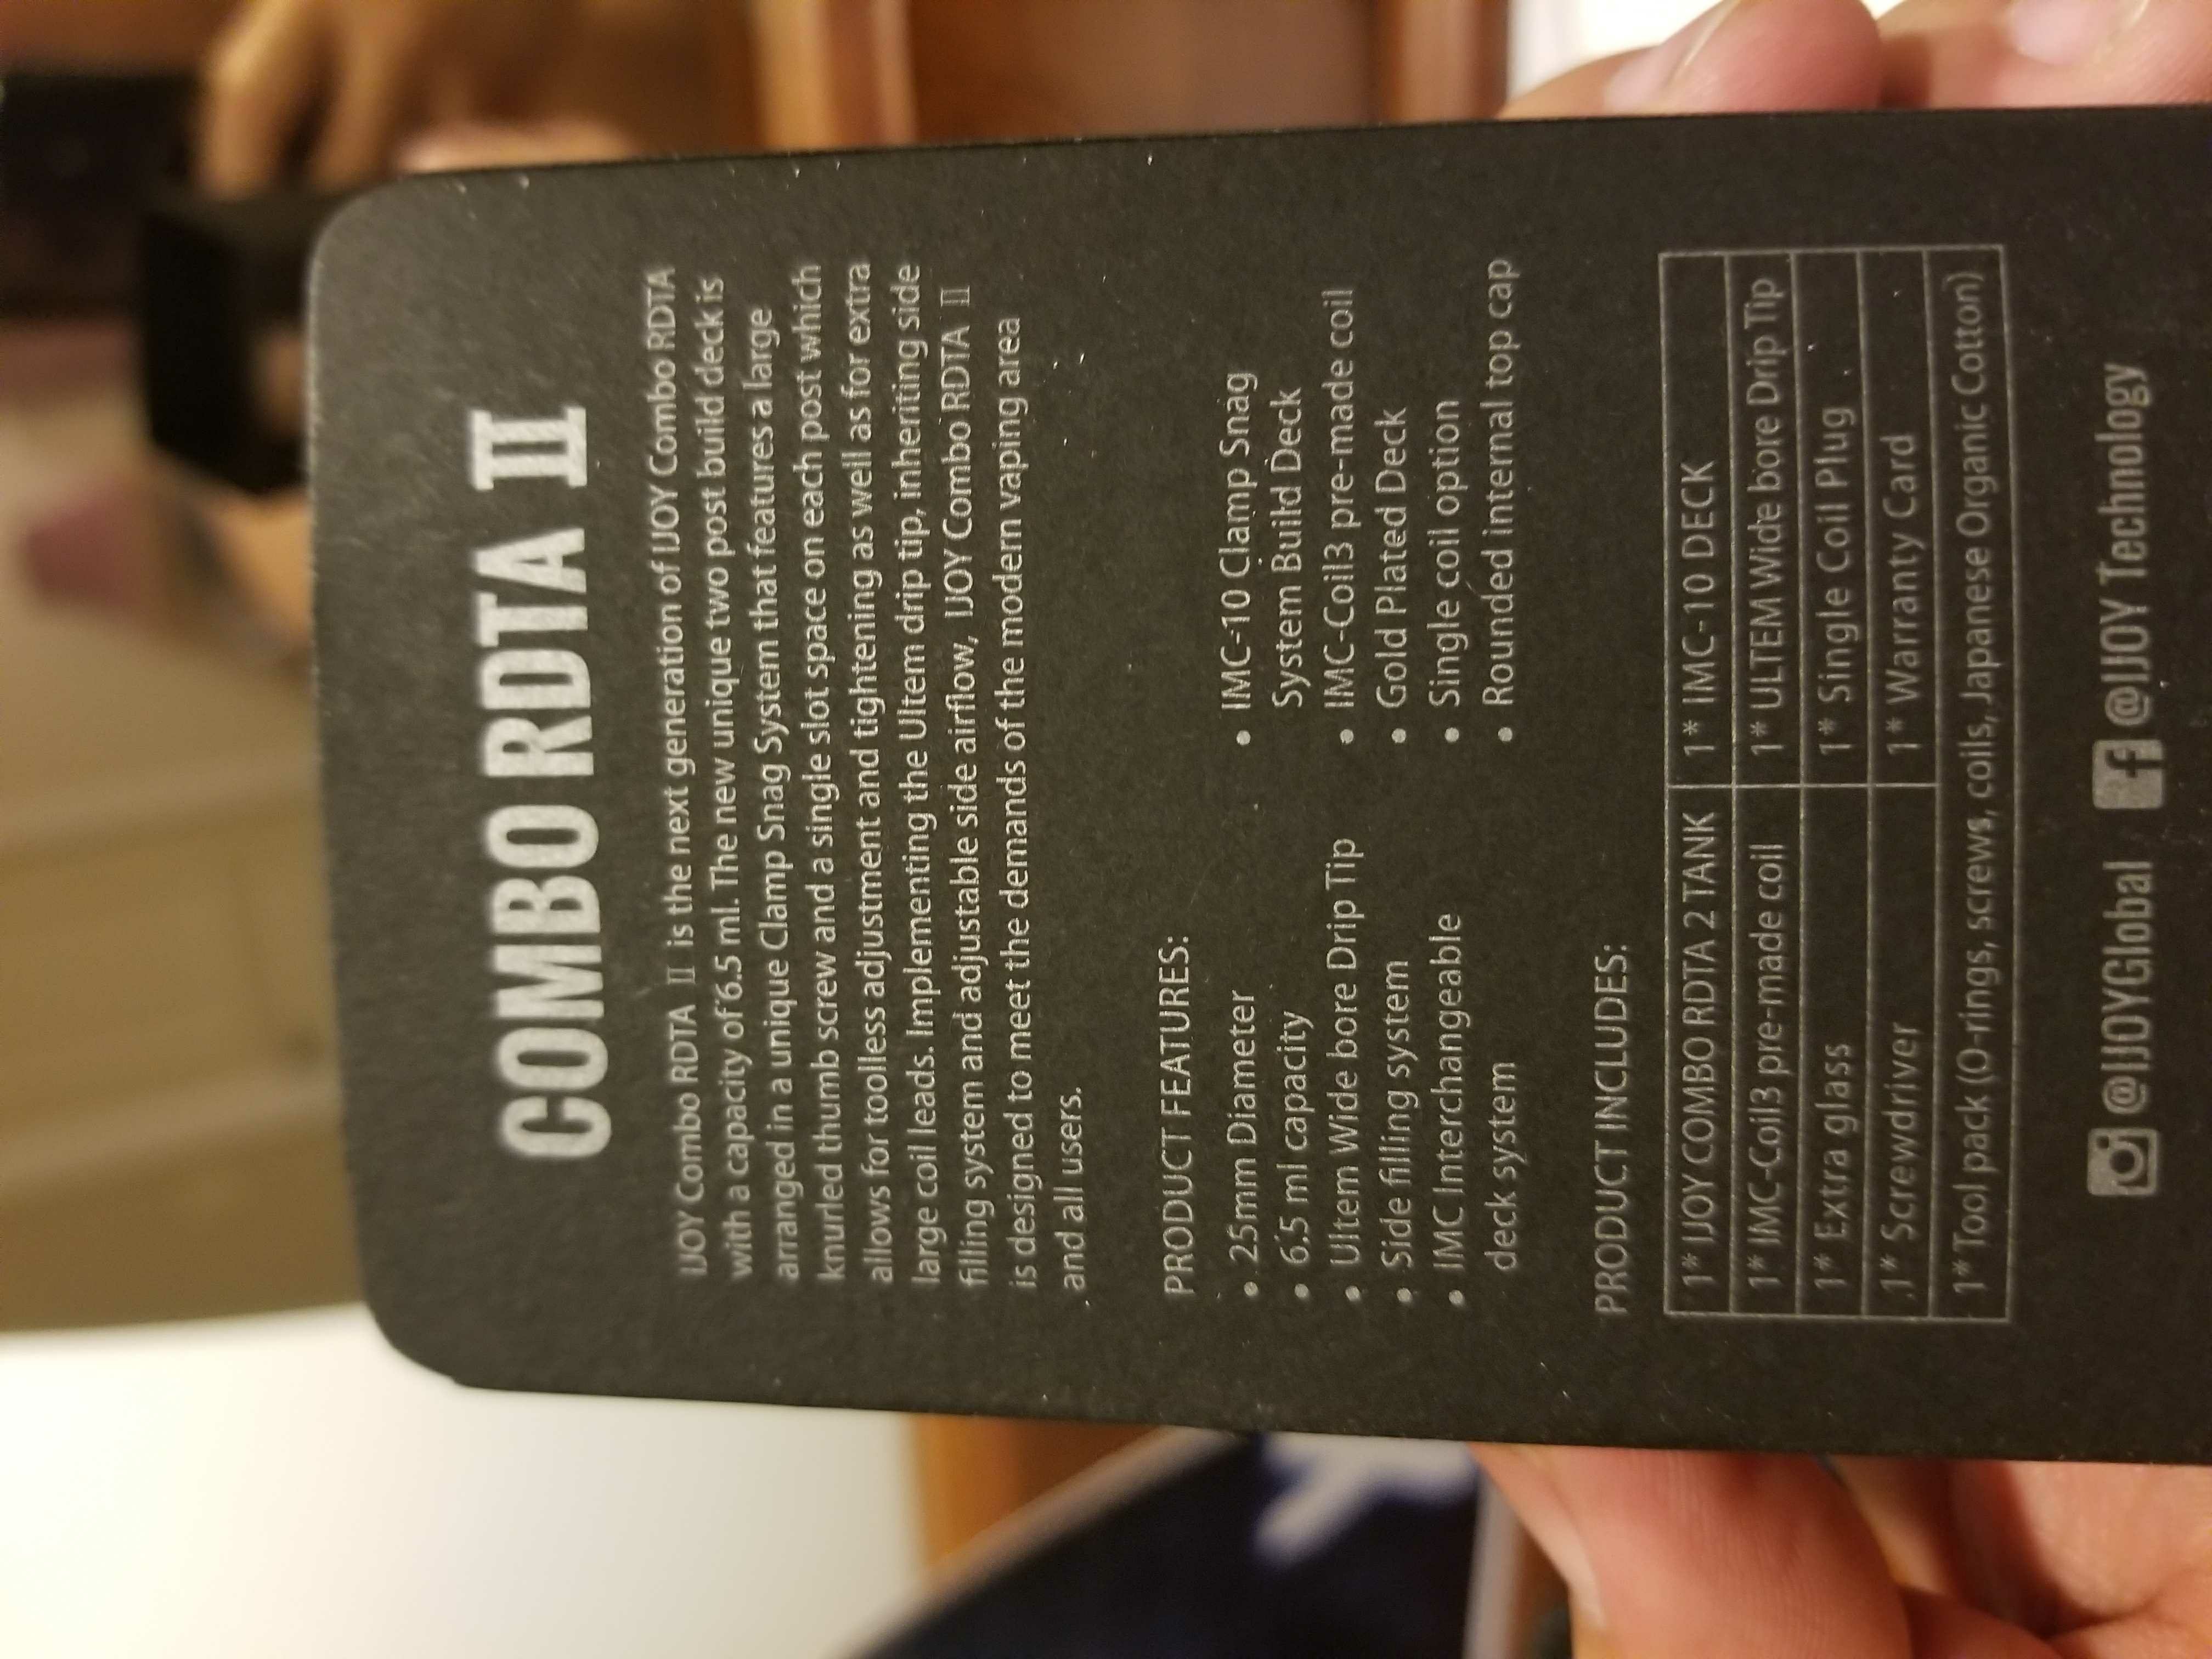 COMBO RDTA II
IJOY Combo RDTA II is the next generation of IJOY Combo RDTA
with a capacity of 6.5 ml. The new unique two post build deck is
arranged in a unique Clamp Snag System that features a large
knurled thumb screw and a single slot space on each post which
allows for toolless adjustment and tightening as well as for extra
large coil leads. Implementing the Ultem drip tip, inheriting side
filling system and adjustable side airflow, IJOY Combo RDTA II
is designed to meet the demands of the modern vaping area
and all users.
PRODUCT FEATURES:
• 25mm Diameter
• 6.5 ml capacity
• Ultem Wide bore Drip Tip
• Side filling system
• IMC Interchangeable
deck system
• IMC-10 Clamp Snag
System Build Deck
• IMC-Coil3 pre-made coil
• Gold Plated Deck
• Single coil option
• Rounded internal top cap
PRODUCT INCLUDES:
1* IJOY COMBO RDTA 2 TANK 1* IMC-10 DECK
1* IMC-Coil3 pre-made coil 1* ULTEM Wide bore Drip Tip
1* Extra glass 1* Single Coil Plug
1* Screwdriver 1* Warranty Card
1* Tool pack (O-rings, screws, coils, Japanese Organic Cotton)
@IJOYGlobal f @IJOY Technology